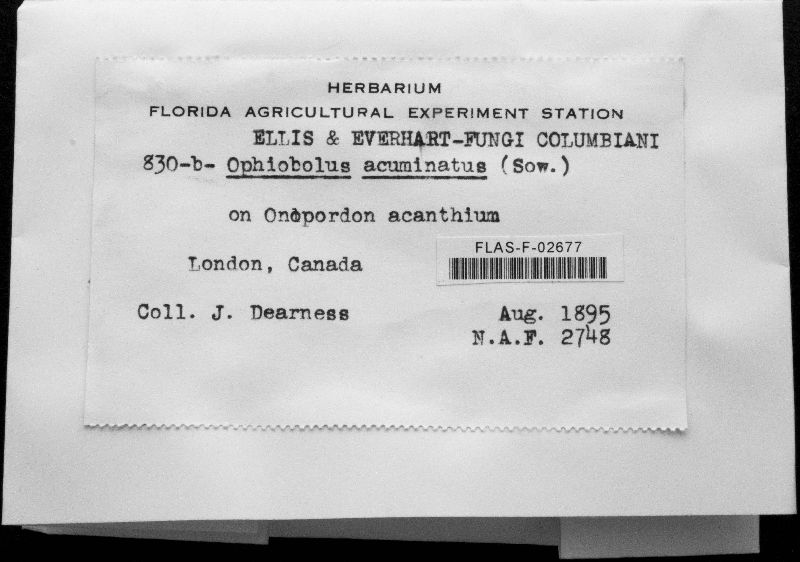 HERBARIUM
FLORIDA AGRICULTURAL EXPERIMENT STATION
ELLIS & EVERHART-FUNGI COLUMBIANI
830-b- Ophiobolus acuminatus (Sow.)
on Onopordon acanthium
FLAS-F-02677
London, Canada
Coll. J. Dearness Aug. 1895
N.A.F. 2748